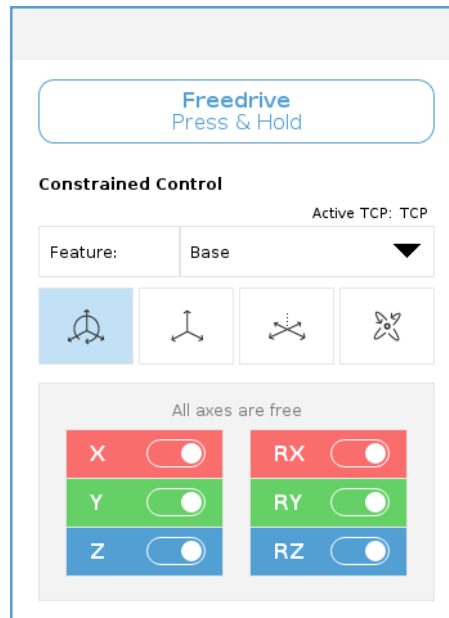 Freedrive
Press & Hold
Constrained Control
Active TCP: TCP
Feature: Base
All axes are free
X RX
Y RY
Z RZ